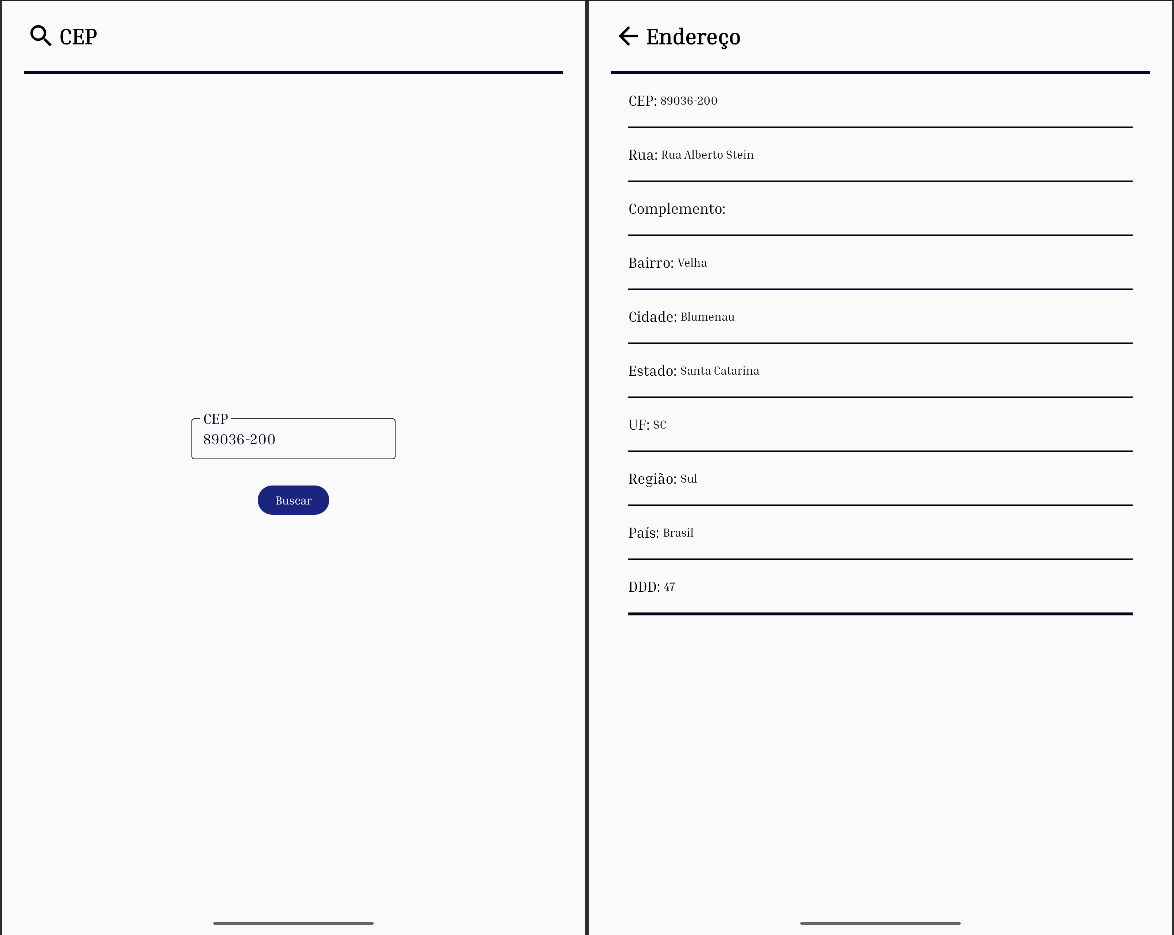 CEP
CEP
89036-200
Buscar
Endereço
CEP: 89036-200
Rua: Rua Alberto Stein
Complemento:
Bairro: Velha
Cidade: Blumenau
Estado: Santa Catarina
UF: SC
Região: Sul
País: Brasil
DDD: 47